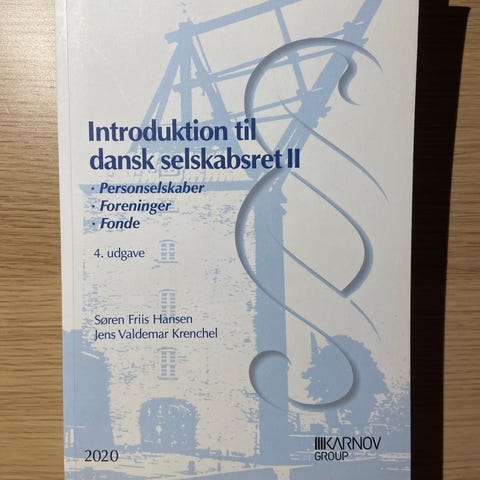 Introduktion til
dansk selskabsret II
· Personselskaber
· Foreninger
· Fonde
4. udgave
Søren Friis Hansen
Jens Valdemar Krenchel
2020
KARNOV
GROUP